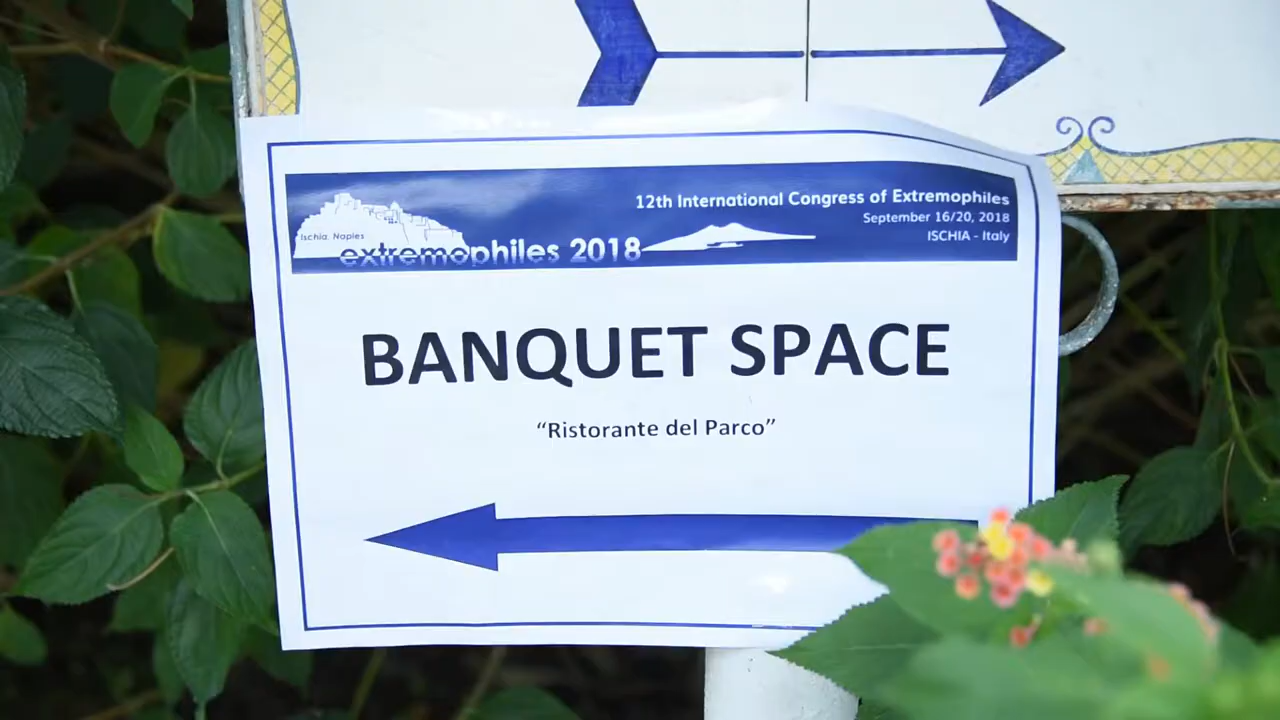 12th International Congress of Extremophiles
September 16/20, 2018
ISCHIA - Italy
Ischia, Naples
extremophiles 2018
BANQUET SPACE
“Ristorante del Parco”